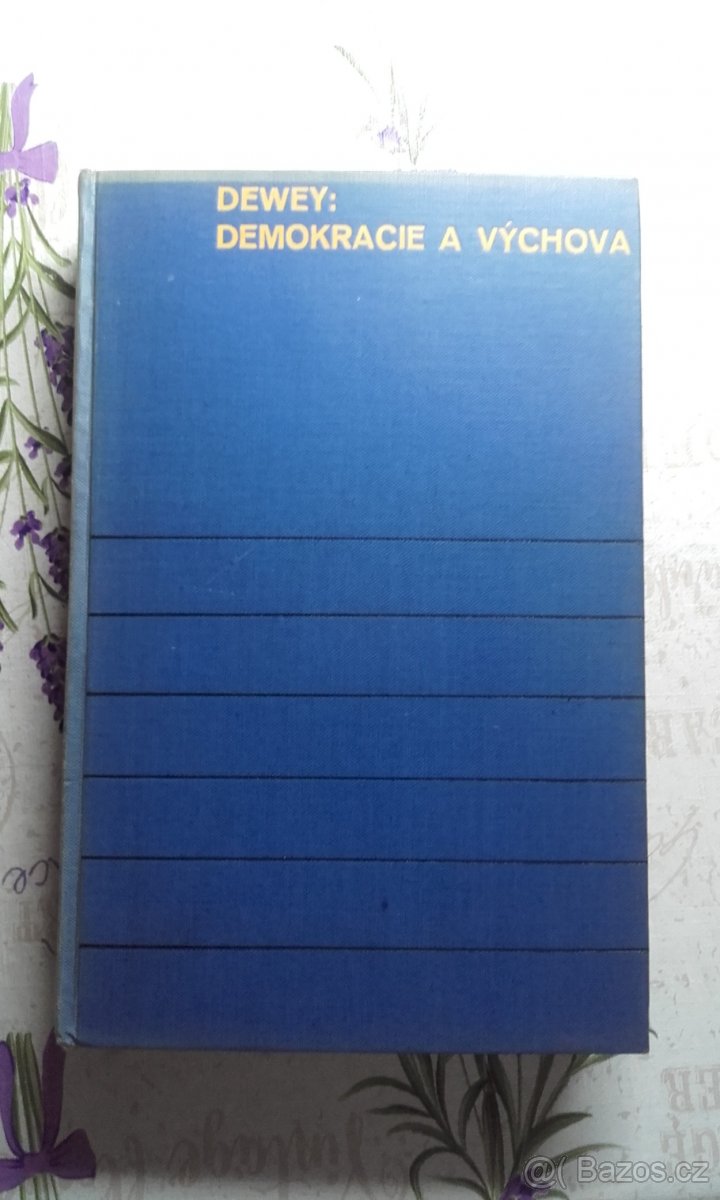 DEWEY:
DEMOKRACIE A VÝCHOVA
@( Bazos.cz